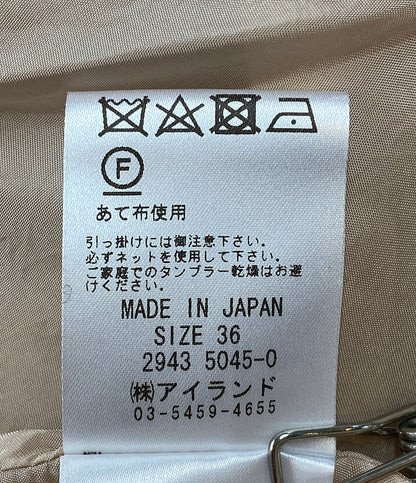 F
あて布使用
引っ掛けには御注意下さい。
必ずネットを使用して下さい。
ご家庭でのタンブラー乾燥はお避
けください。
MADE IN JAPAN
SIZE 36
2943 5045-0
㈱アイランド
03-5459-4655